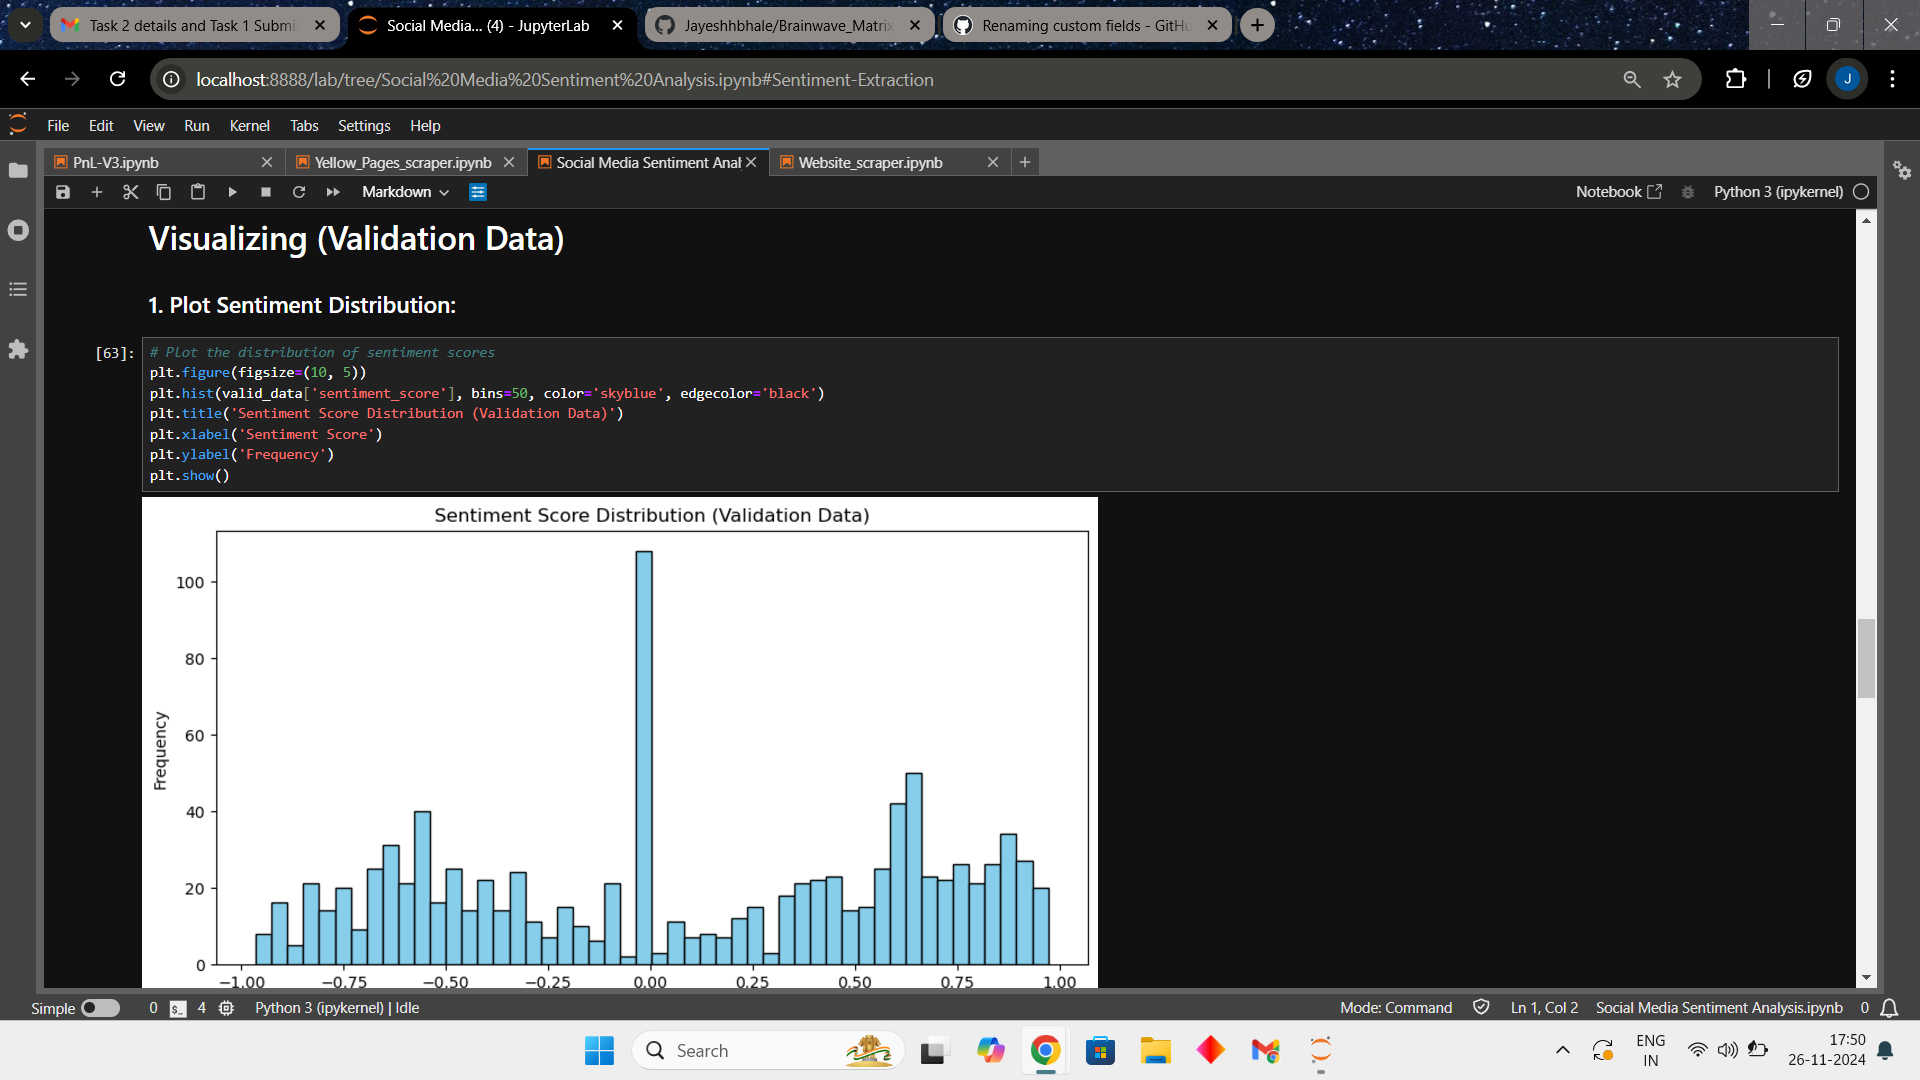 Task 2 details and Task 1 Submi
Social Media... (4) - JupyterLab
Jayeshhbhale/Brainwave_Matrix
Renaming custom fields - GitHu
localhost:8888/lab/tree/Social%20Media%20Sentiment%20Analysis.ipynb#Sentiment-Extraction
J
File Edit View Run Kernel Tabs Settings Help
PnL-V3.ipynb
Yellow_Pages_scraper.ipynb
Social Media Sentiment Anal
Website_scraper.ipynb
Markdown
Notebook
Python 3 (ipykernel)
Visualizing (Validation Data)
1. Plot Sentiment Distribution:
[63]:
# Plot the distribution of sentiment scores
plt.figure(figsize=(10, 5))
plt.hist(valid_data['sentiment_score'], bins=50, color='skyblue', edgecolor='black')
plt.title('Sentiment Score Distribution (Validation Data)')
plt.xlabel('Sentiment Score')
plt.ylabel('Frequency')
plt.show()
Sentiment Score Distribution (Validation Data)
Frequency
100
80
60
40
20
0
−1.00 −0.75 −0.50 −0.25 0.00 0.25 0.50 0.75 1.00
Simple 0 $_ 4 Python 3 (ipykernel) | Idle
Mode: Command Ln 1, Col 2 Social Media Sentiment Analysis.ipynb 0
Search
ENG
IN
17:50
26-11-2024